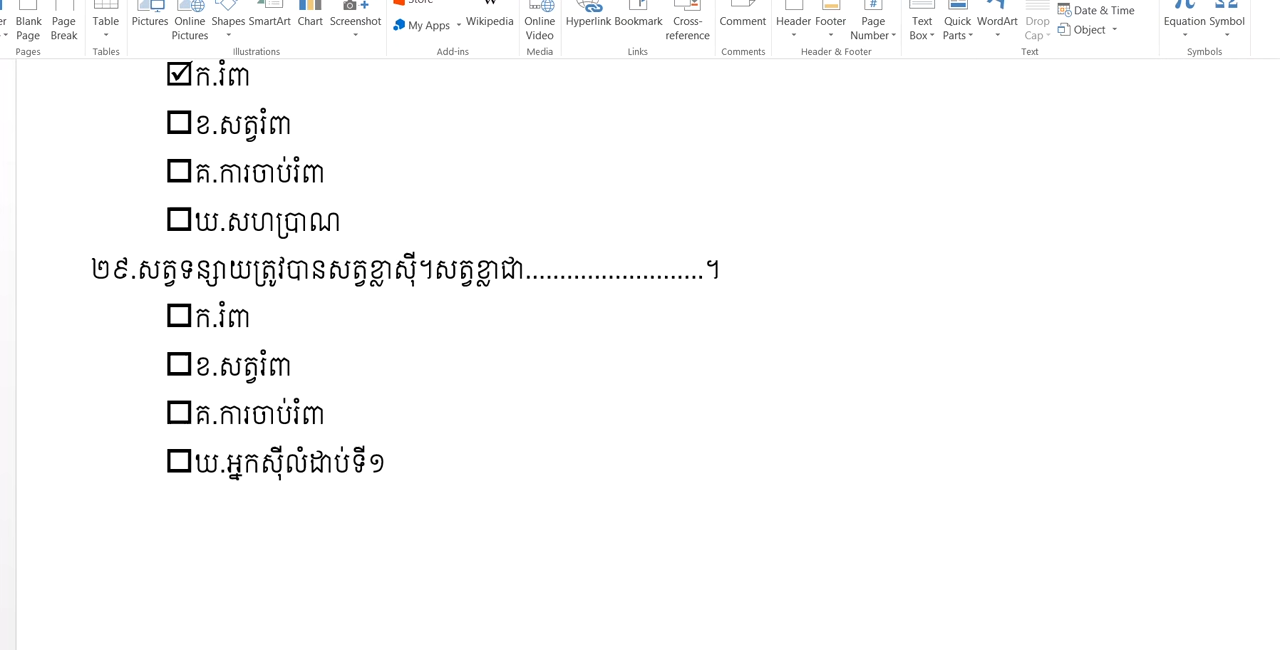 Blank Page
Page Break
Table
Pictures
Online Pictures
Shapes
SmartArt
Chart
Screenshot
Store
My Apps
Wikipedia
Online Video
Hyperlink
Bookmark
Cross-reference
Comment
Header
Footer
Page Number
Text Box
Quick Parts
WordArt
Drop Cap
Date & Time
Object
Equation
Symbol
Pages
Tables
Illustrations
Add-ins
Media
Links
Comments
Header & Footer
Text
Symbols
ក.រំពា
ខ.សត្វរំពា
គ.ការចាប់រំពា
ឃ.សហប្រាណ
២៩.សត្វទន្សាយត្រូវបានសត្វខ្លាស៊ី។សត្វខ្លាជា..........................។
ក.រំពា
ខ.សត្វរំពា
គ.ការចាប់រំពា
ឃ.អ្នកស៊ីលំដាប់ទី១